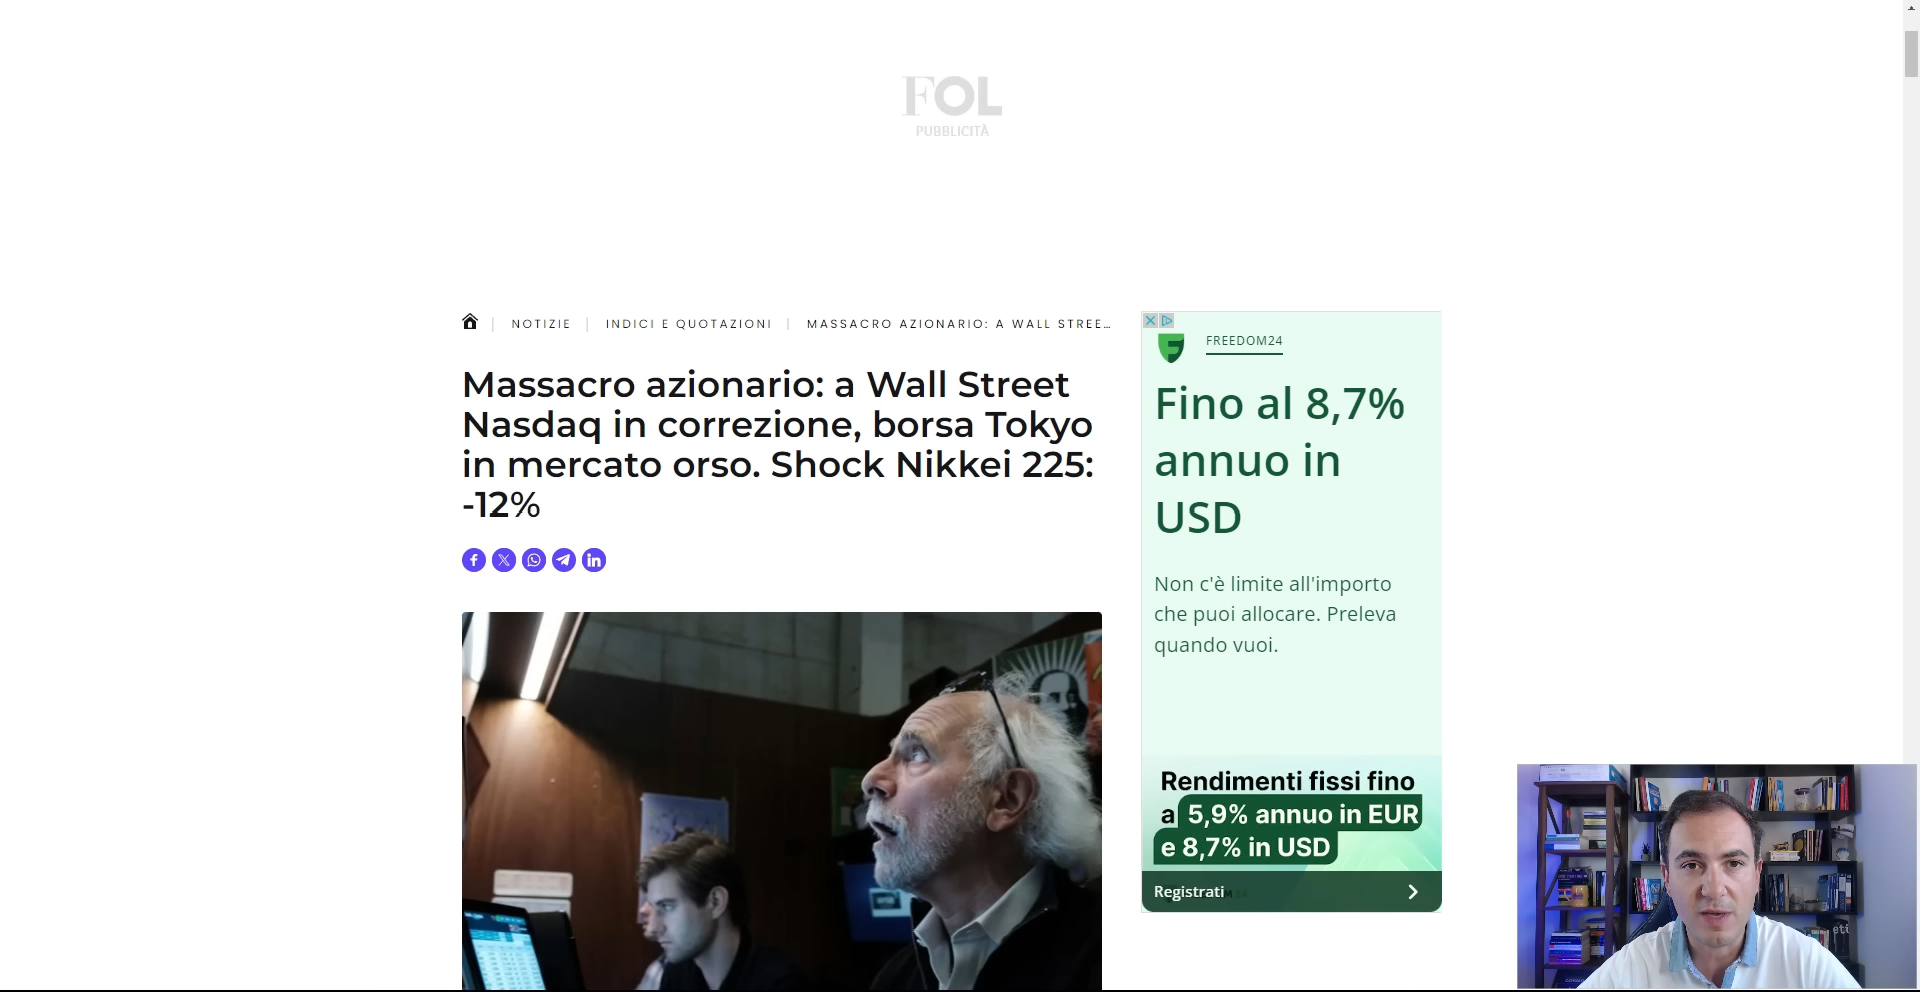 FOL
PUBBLICITÀ
NOTIZIE
INDICI E QUOTAZIONI
MASSACRO AZIONARIO: A WALL STREE...
Massacro azionario: a Wall Street
Nasdaq in correzione, borsa Tokyo
in mercato orso. Shock Nikkei 225:
-12%
FREEDOM24
Fino al 8,7%
annuo in
USD
Non c'è limite all'importo
che puoi allocare. Preleva
quando vuoi.
Rendimenti fissi fino
a 5,9% annuo in EUR
e 8,7% in USD
Registrati